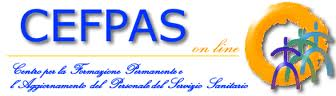 CEFPAS
on line
Centro per la Formazione Permanente e
l'Aggiornamento del Personale del Servizio Sanitario